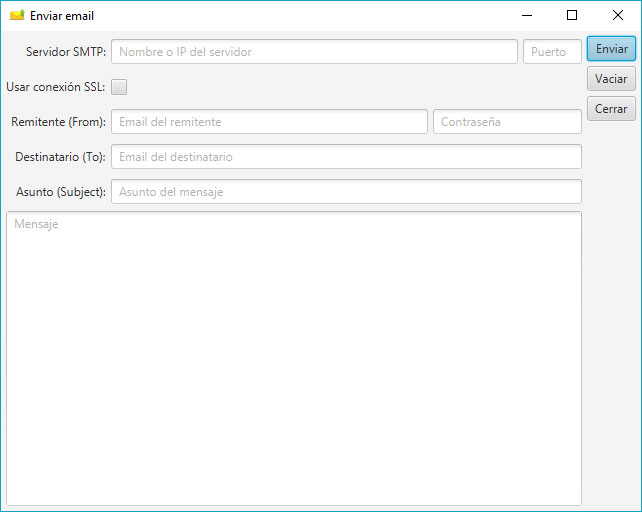 Enviar email
Servidor SMTP: Nombre o IP del servidor Puerto Enviar
Usar conexión SSL: Vaciar
Remitente (From): Email del remitente Contraseña Cerrar
Destinatario (To): Email del destinatario
Asunto (Subject): Asunto del mensaje
Mensaje